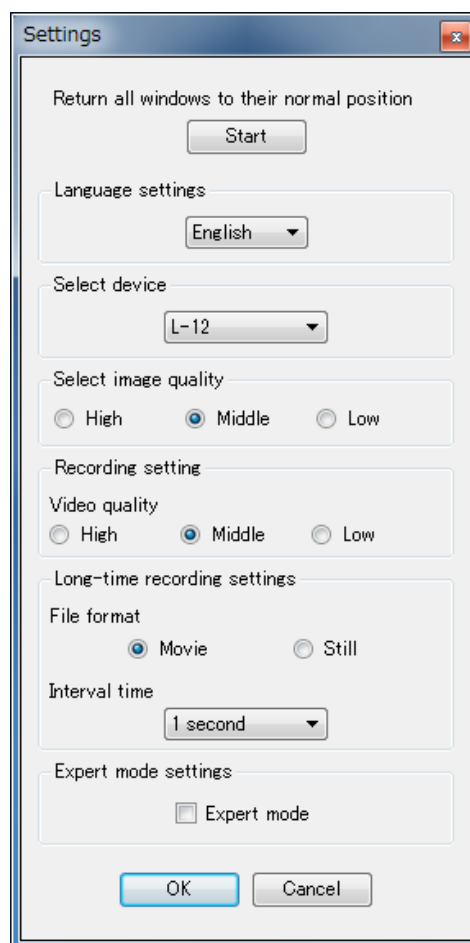 Settings
Return all windows to their normal position
Start
Language settings
English
Select device
L-12
Select image quality
High Middle Low
Recording setting
Video quality
High Middle Low
Long-time recording settings
File format
Movie Still
Interval time
1 second
Expert mode settings
Expert mode
OK Cancel